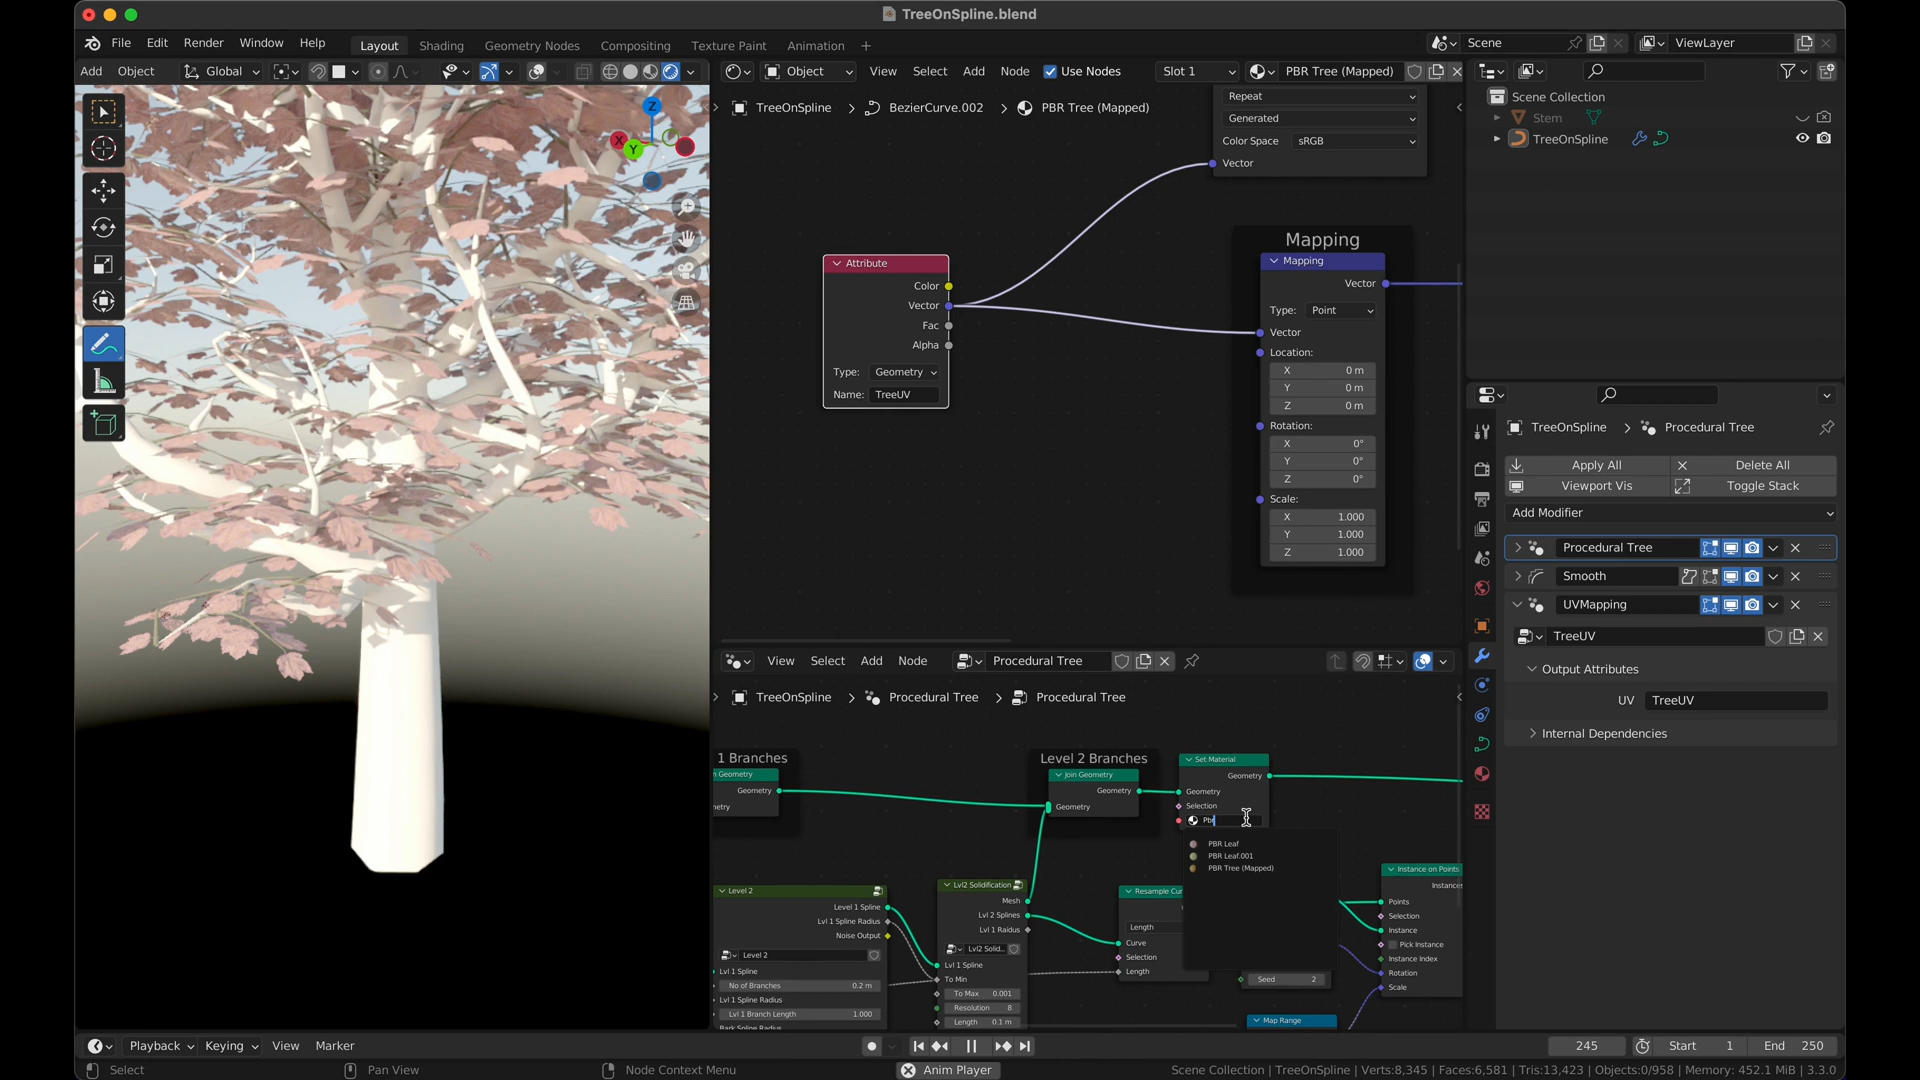 TreeOnSpline.blend
File Edit Render Window Help Layout Shading Geometry Nodes Compositing Texture Paint Animation + Scene ViewLayer
Add Object Global Object View Select Add Node Use Nodes Slot 1 PBR Tree (Mapped)
TreeOnSpline > BezierCurve.002 > PBR Tree (Mapped)
Z
X
Y
Repeat
Generated
Color Space sRGB
Vector
Attribute
Color
Vector
Fac
Alpha
Type: Geometry
Name: TreeUV
Mapping
Mapping
Vector
Type: Point
Vector
Location:
X 0 m
Y 0 m
Z 0 m
Rotation:
X 0°
Y 0°
Z 0°
Scale:
X 1.000
Y 1.000
Z 1.000
View Select Add Node Procedural Tree
TreeOnSpline > Procedural Tree > Procedural Tree
1 Branches
n Geometry
Geometry
netry
Level 2 Branches
Join Geometry
Geometry
Geometry
Set Material
Geometry
Geometry
Selection
Pbr
PBR Leaf
PBR Leaf.001
PBR Tree (Mapped)
Level 2
Level 1 Spline
Lvl 1 Spline Radius
Noise Output
Level 2
Lvl 1 Spline
No of Branches 0.2 m
Lvl 1 Spline Radius
Lvl 1 Branch Length 1.000
Bark Spline Radius
Lvl2 Solidification
Mesh
Lvl 2 Splines
Lvl 1 Raidus
Lvl2 Solid...
Lvl 1 Spline
To Min
To Max 0.001
Resolution 8
Length 0.1 m
Resample Cu
Length
Curve
Selection
Length
Seed 2
Map Range
Instance on Points
Instances
Points
Selection
Instance
Pick Instance
Instance Index
Rotation
Scale
Scene Collection
Stem
TreeOnSpline
TreeOnSpline > Procedural Tree
Apply All Delete All
Viewport Vis Toggle Stack
Add Modifier
Procedural Tree
Smooth
UVMapping
TreeUV
Output Attributes
UV TreeUV
Internal Dependencies
Playback Keying View Marker 245 Start 1 End 250
Select Pan View Node Context Menu Anim Player Scene Collection | TreeOnSpline | Verts:8,345 | Faces:6,581 | Tris:13,423 | Objects:0/958 | Memory: 452.1 MiB | 3.3.0